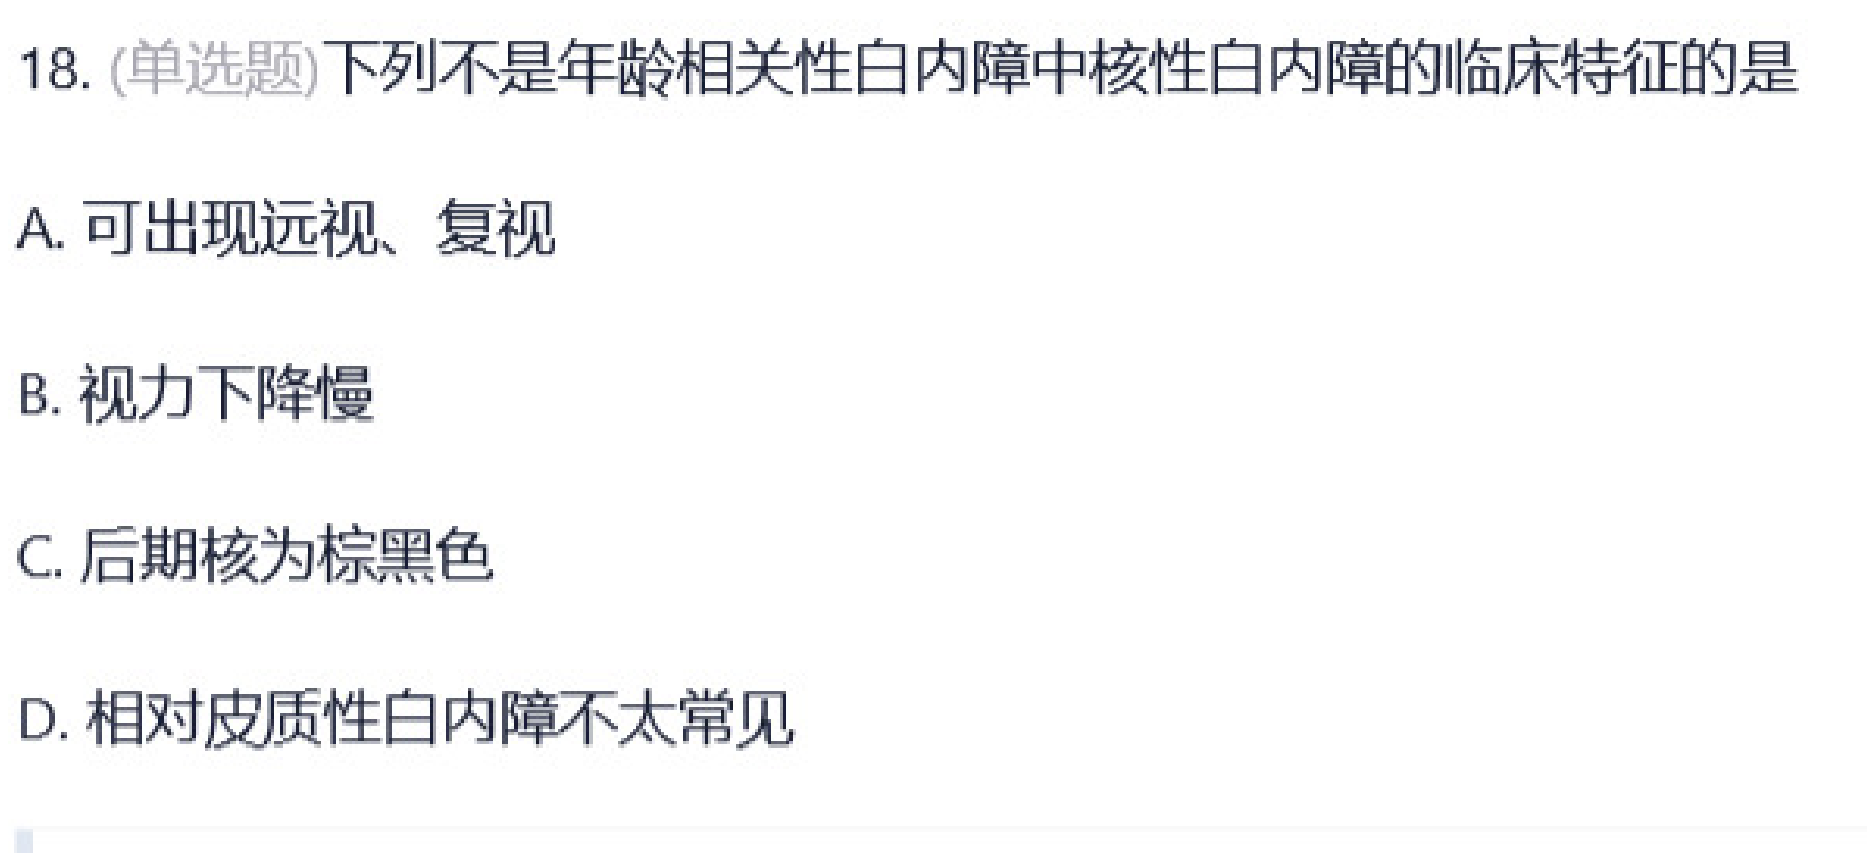 18. (单选题)下列不是年龄相关性白内障中核性白内障的临床特征的是
A. 可出现远视、复视
B. 视力下降慢
C. 后期核为棕黑色
D. 相对皮质性白内障不太常见